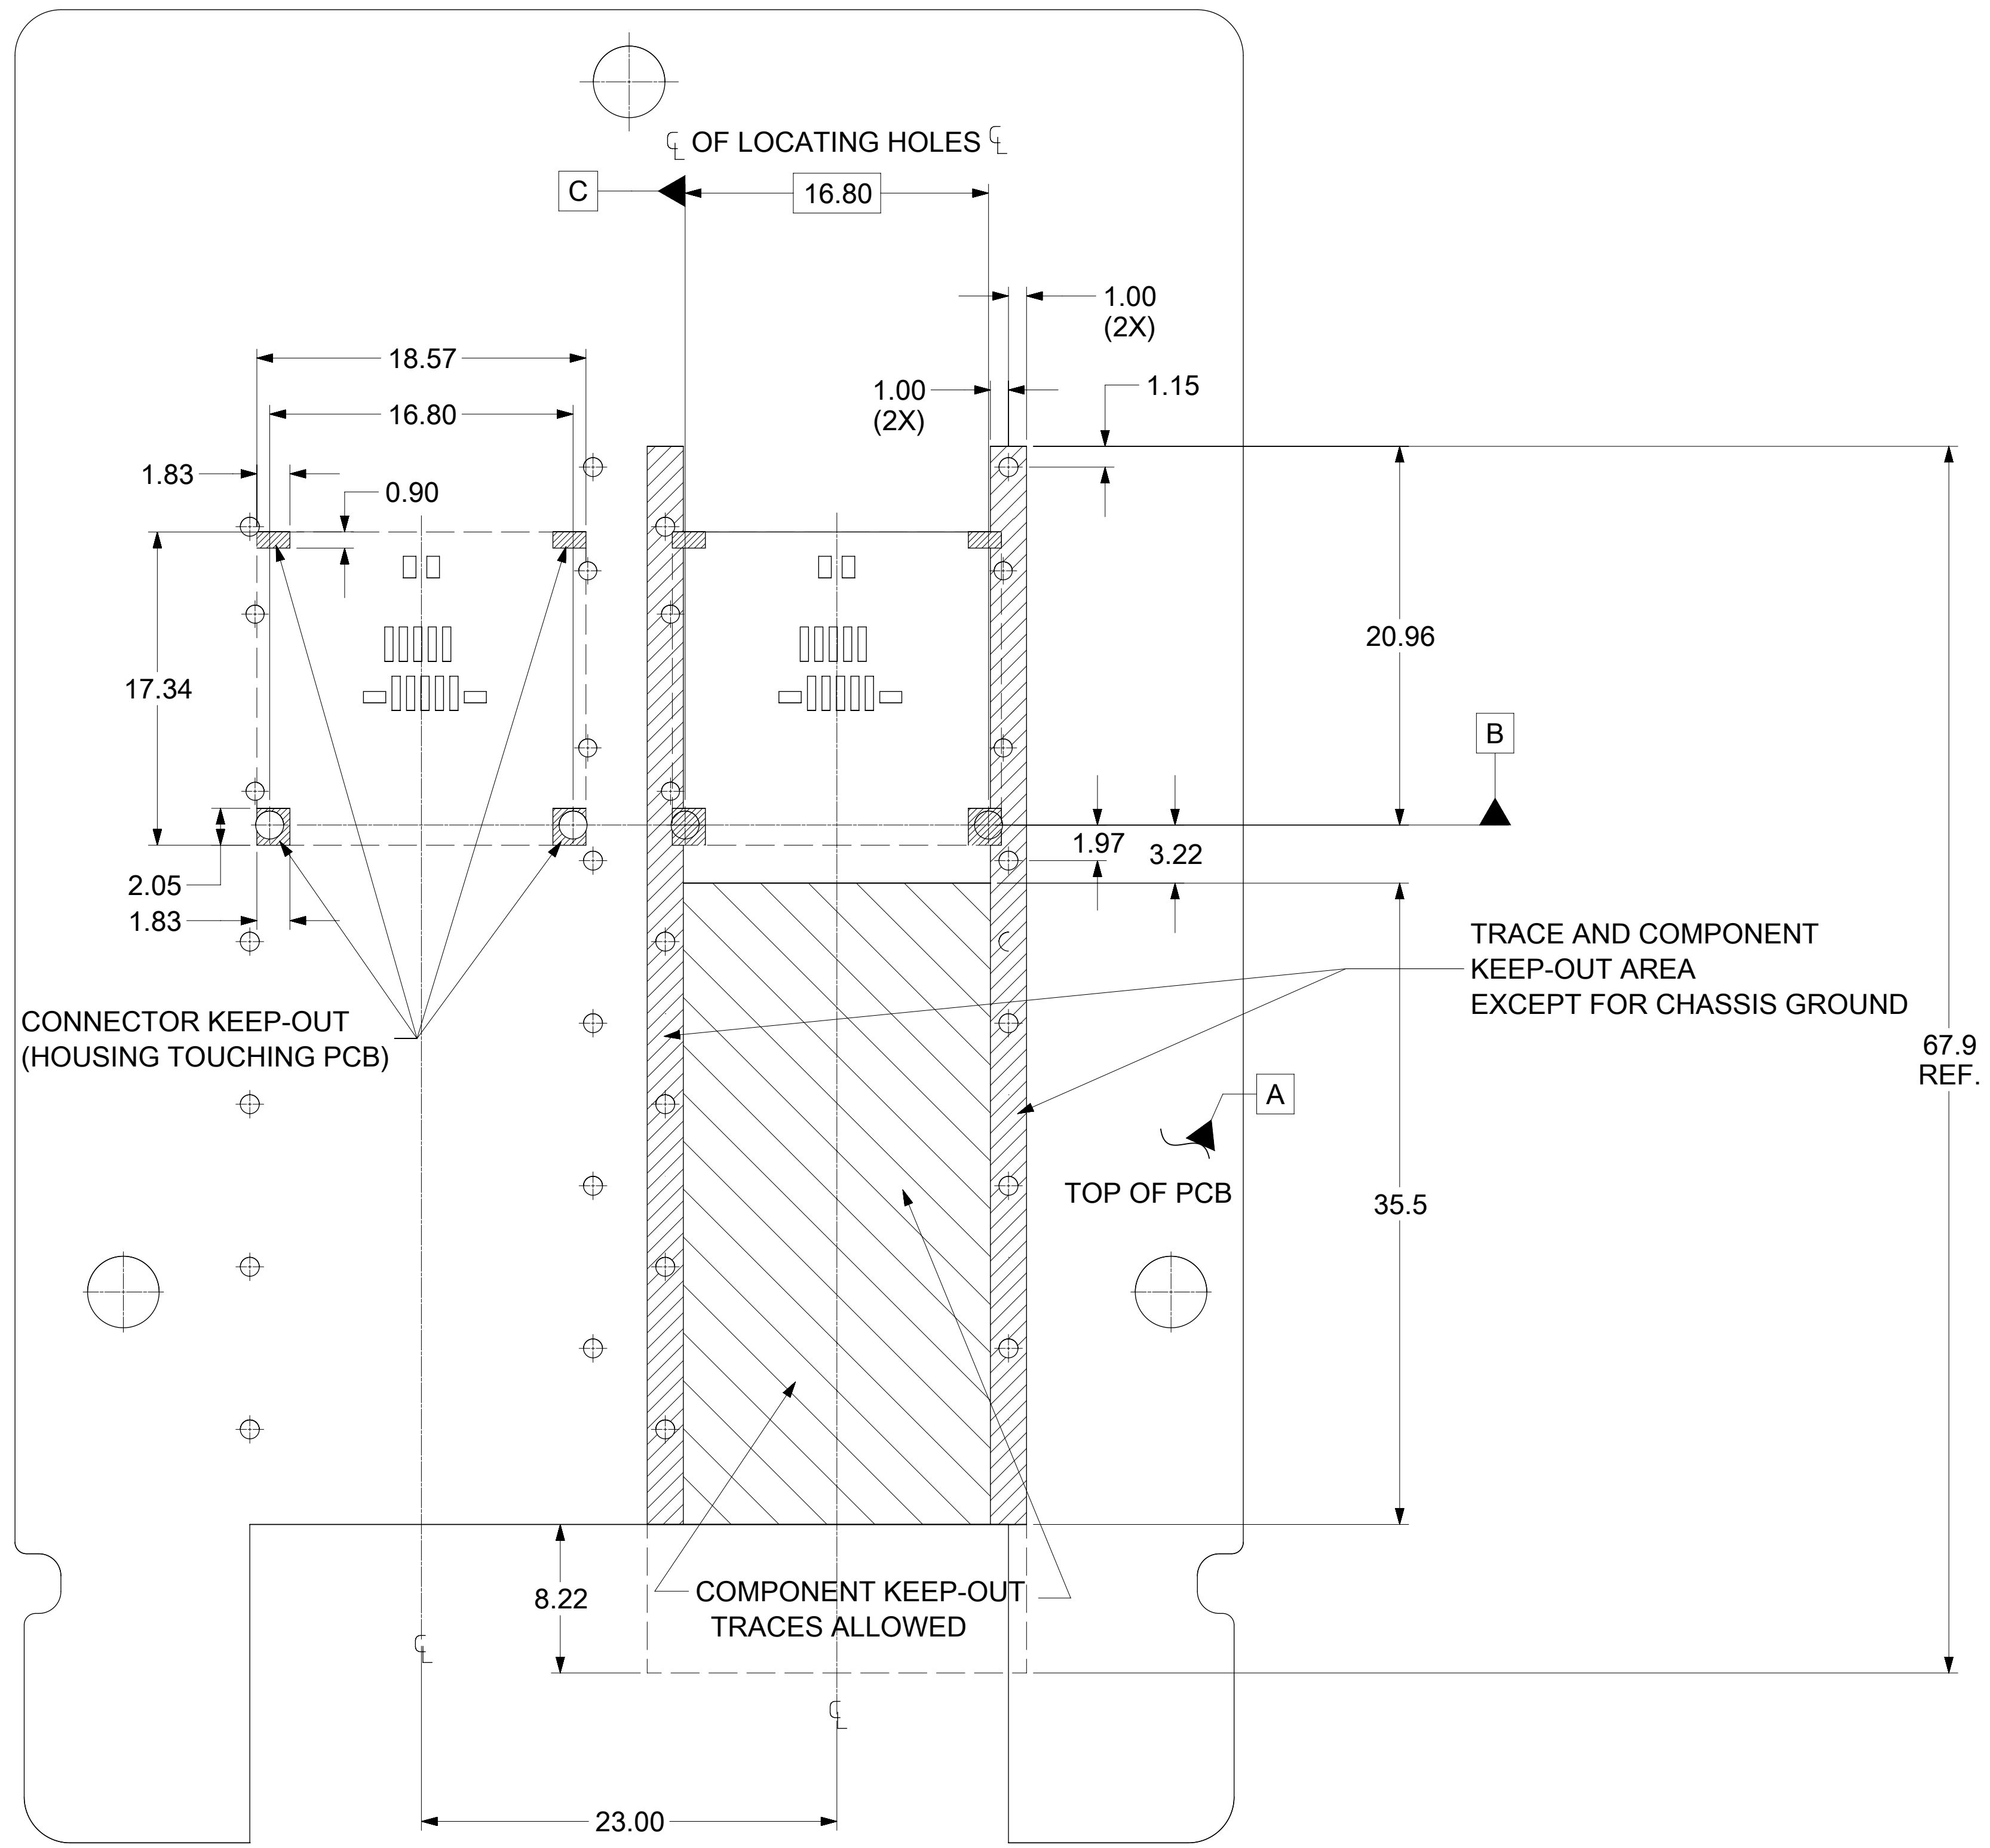 ℄ OF LOCATING HOLES ℄
C
16.80
1.00
(2X)
18.57
1.00
(2X)
1.15
16.80
1.83
0.90
20.96
17.34
B
1.97
3.22
2.05
1.83
TRACE AND COMPONENT
KEEP-OUT AREA
EXCEPT FOR CHASSIS GROUND
CONNECTOR KEEP-OUT
(HOUSING TOUCHING PCB)
67.9
REF.
A
TOP OF PCB
35.5
8.22
COMPONENT KEEP-OUT
TRACES ALLOWED
℄
℄
23.00